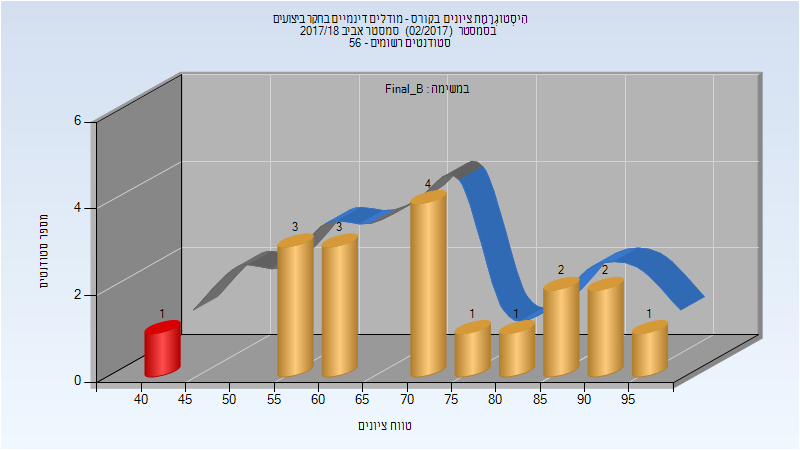 היסטוגרמת ציונים בקורס - מודלים דינמיים בחקר ביצועים
בסמסטר (02/2017) סמסטר אביב 2017/18
סטודנטים רשומים - 56
במשימה : Final_B
מספר סטודנטים
6
4
2
0
1
3
3
4
1
1
2
2
1
40 45 50 55 60 65 70 75 80 85 90 95
טווח ציונים